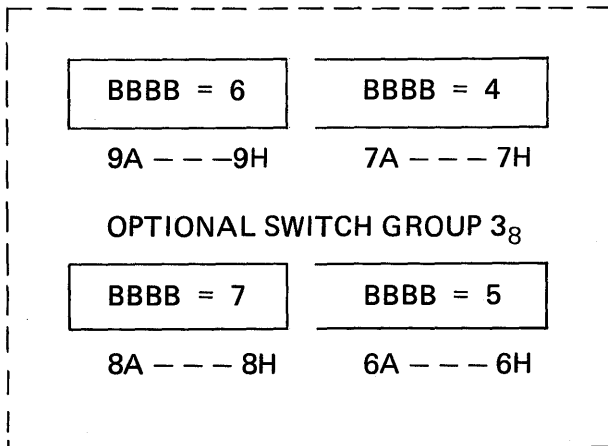 BBBB = 6 BBBB = 4
9A – – –9H 7A – – – 7H
OPTIONAL SWITCH GROUP 3₈
BBBB = 7 BBBB = 5
8A – – – 8H 6A – – – 6H